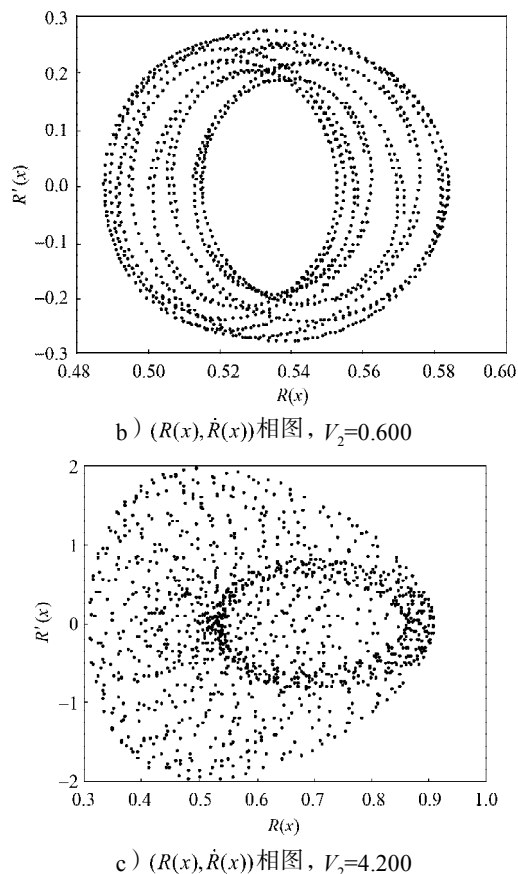 0.3
0.2
0.1
0.0
−0.1
−0.2
−0.3
R′(x)
0.48 0.50 0.52 0.54 0.56 0.58 0.60
R(x)
b）(R(x),Ṙ(x))相图，V₂=0.600
2
1
0
−1
−2
R′(x)
0.3 0.4 0.5 0.6 0.7 0.8 0.9 1.0
R(x)
c）(R(x),Ṙ(x))相图，V₂=4.200